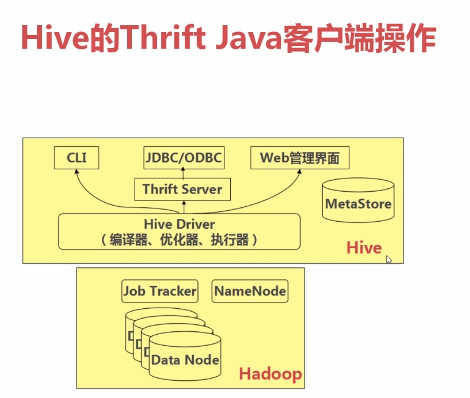 Hive的Thrift Java客户端操作
CLI
JDBC/ODBC
Web管理界面
Thrift Server
MetaStore
Hive Driver
（编译器、优化器、执行器）
Hive
Job Tracker
NameNode
Data Node
Hadoop